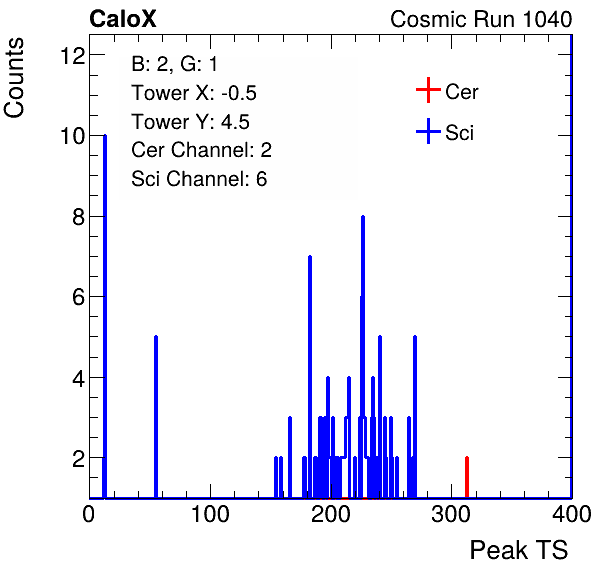 CaloX
Cosmic Run 1040
Counts
B: 2, G: 1
Tower X: -0.5
Tower Y: 4.5
Cer Channel: 2
Sci Channel: 6
Cer
Sci
12
10
8
6
4
2
0 100 200 300 400
Peak TS